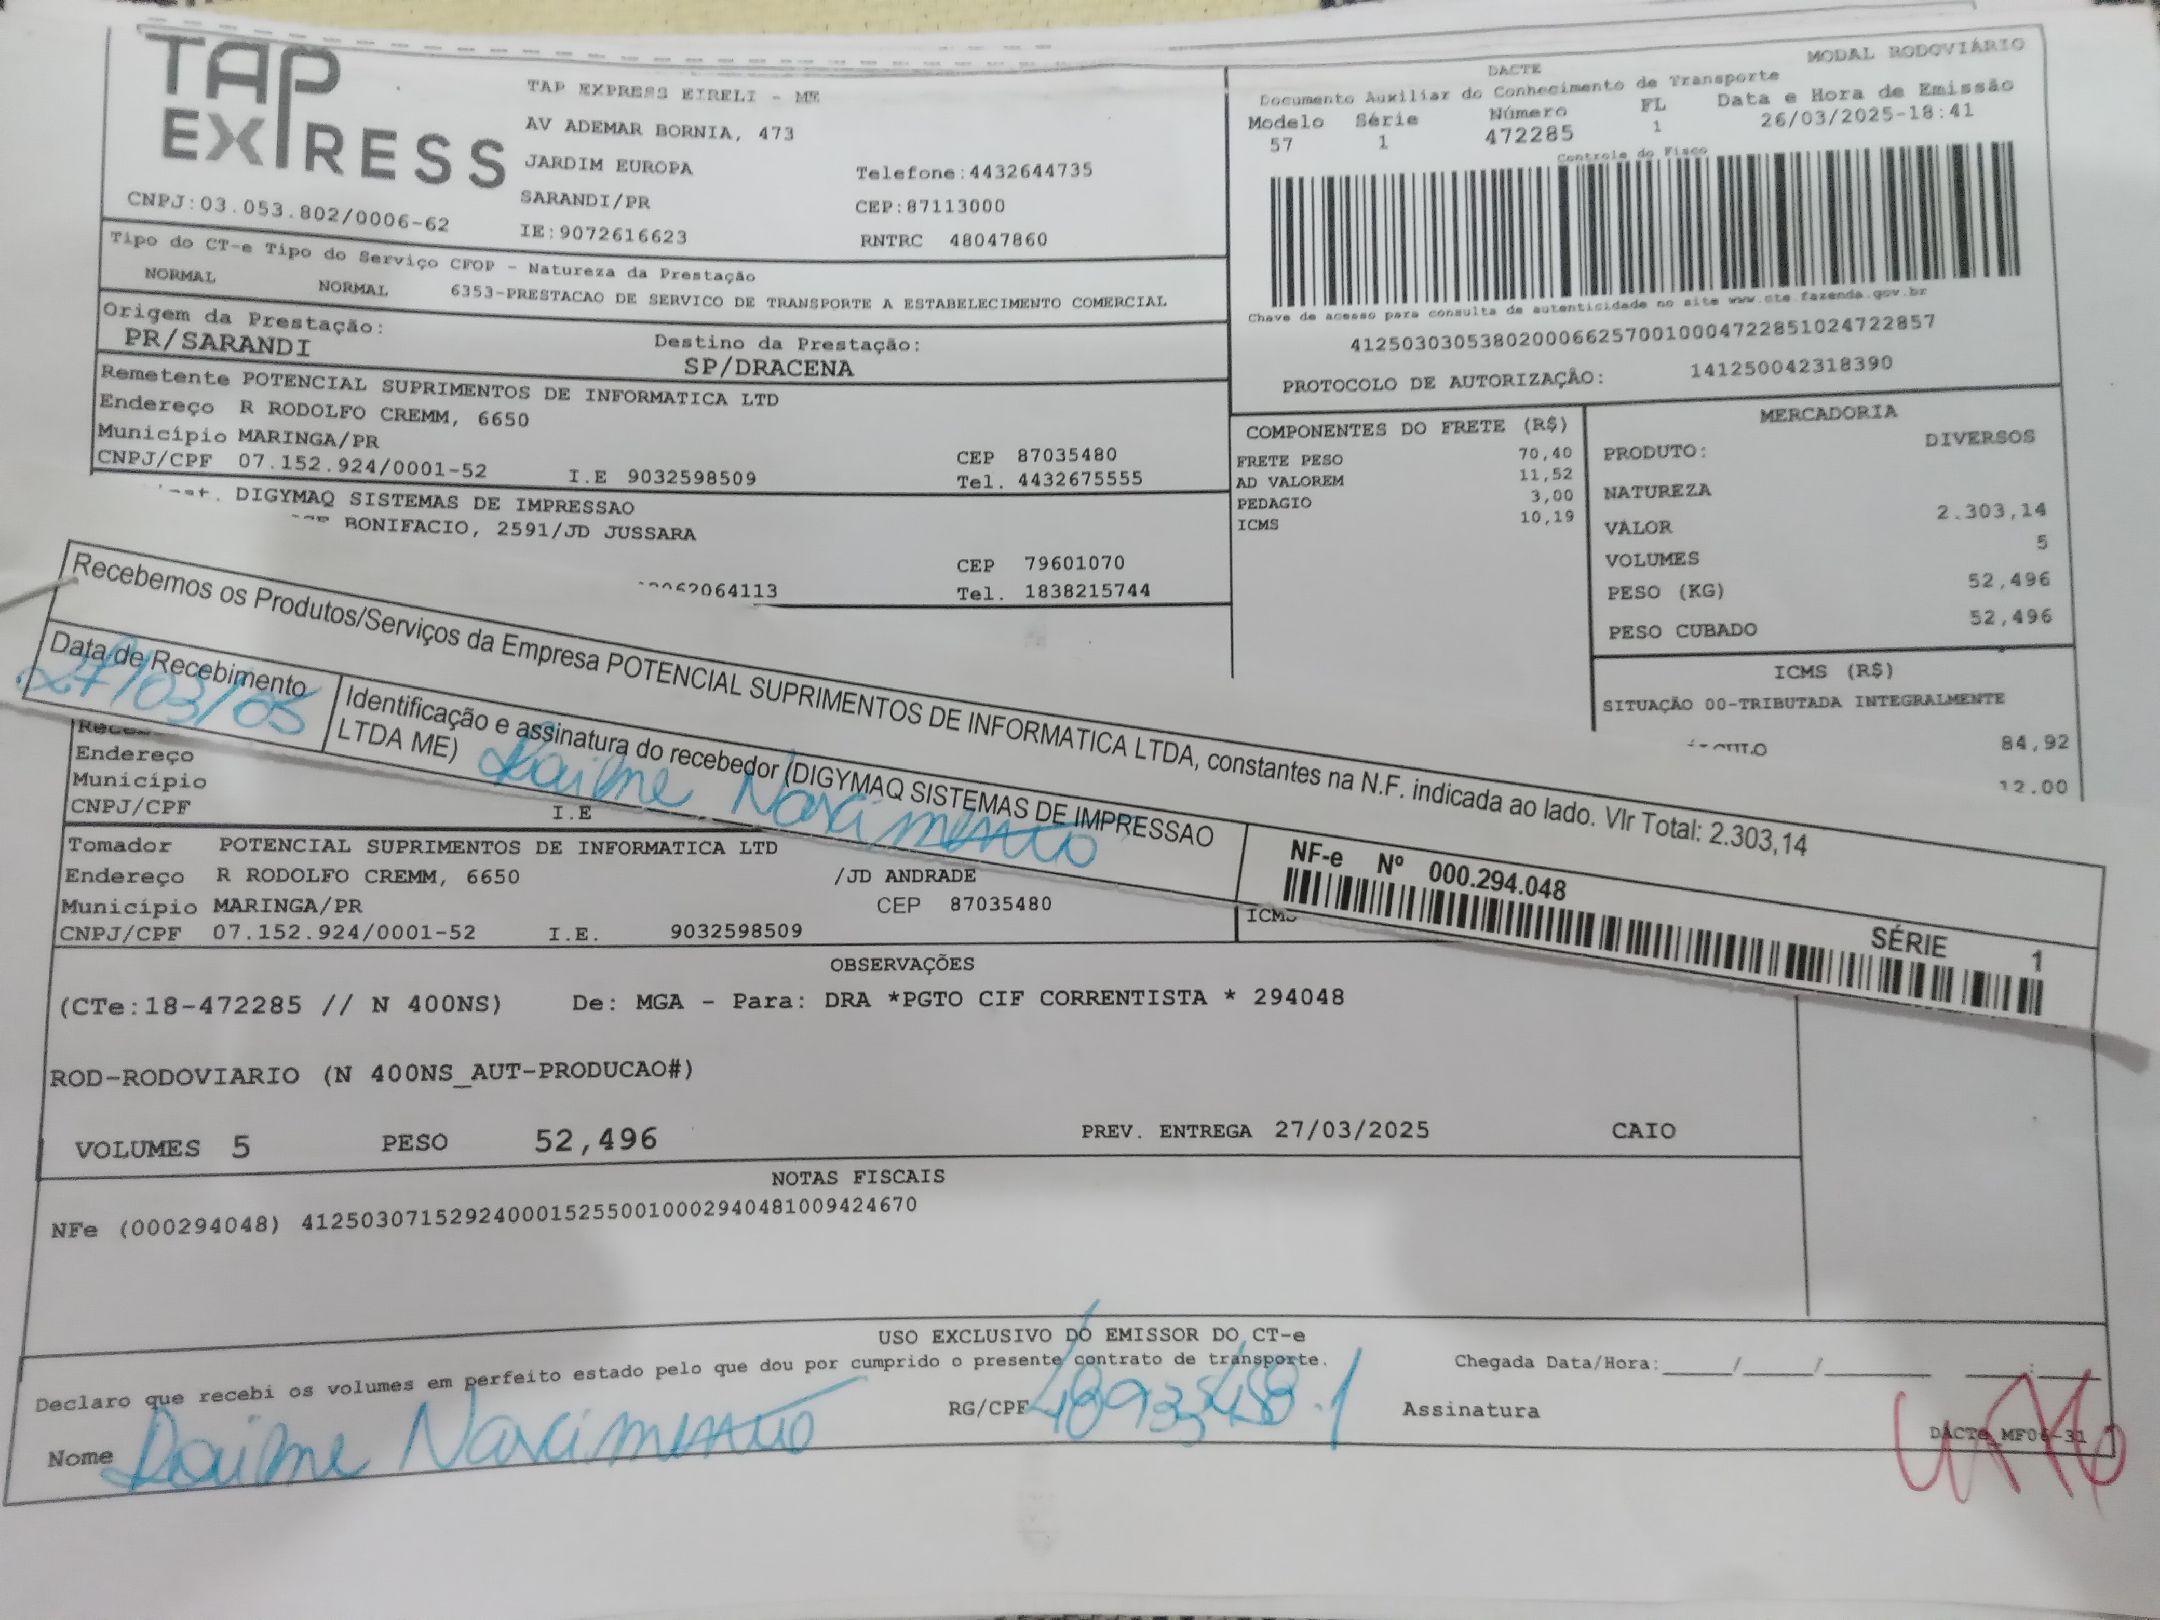 TAP
EXPRESS
TAP EXPRESS EIRELI - ME
AV ADEMAR BORNIA, 473
JARDIM EUROPA
Telefone:4432644735
SARANDI/PR
CEP:87113000
CNPJ:03.053.802/0006-62
IE:9072616623
RNTRC 48047860
MODAL RODOVIÁRIO
DACTE
Documento Auxiliar do Conhecimento de Transporte
Modelo Série Número FL Data e Hora de Emissão
57 1 472285 1 26/03/2025-18:41
Controle do Fisco
Chave de acesso para consulta de autenticidade no site www.cte.fazenda.gov.br
41250303053802000662570010004722851024722857
PROTOCOLO DE AUTORIZAÇÃO: 141250042318390
Tipo do CT-e Tipo do Serviço CFOP - Natureza da Prestação
NORMAL NORMAL 6353-PRESTACAO DE SERVICO DE TRANSPORTE A ESTABELECIMENTO COMERCIAL
Origem da Prestação:
PR/SARANDI
Destino da Prestação:
SP/DRACENA
Remetente POTENCIAL SUPRIMENTOS DE INFORMATICA LTD
Endereço R RODOLFO CREMM, 6650
Município MARINGA/PR
CEP 87035480
CNPJ/CPF 07.152.924/0001-52 I.E 9032598509 Tel. 4432675555
DIGYMAQ SISTEMAS DE IMPRESSAO
BONIFACIO, 2591/JD JUSSARA
CEP 79601070
62064113 Tel. 1838215744
COMPONENTES DO FRETE (R$)
FRETE PESO 70,40
AD VALOREM 11,52
PEDAGIO 3,00
ICMS 10,19
MERCADORIA
PRODUTO: DIVERSOS
NATUREZA
VALOR 2.303,14
VOLUMES 5
PESO (KG) 52,496
PESO CUBADO 52,496
ICMS (R$)
SITUAÇÃO 00-TRIBUTADA INTEGRALMENTE
84,92
12.00
Recebemos os Produtos/Serviços da Empresa POTENCIAL SUPRIMENTOS DE INFORMATICA LTDA, constantes na N.F. indicada ao lado. Vlr Total: 2.303,14
Data de Recebimento
27/03/05
Identificação e assinatura do recebedor (DIGYMAQ SISTEMAS DE IMPRESSAO
LTDA ME)
Nascimento
NF-e Nº 000.294.048
SÉRIE 1
Endereço
Município
CNPJ/CPF I.E
Tomador POTENCIAL SUPRIMENTOS DE INFORMATICA LTD
Endereço R RODOLFO CREMM, 6650 /JD ANDRADE
Município MARINGA/PR CEP 87035480
CNPJ/CPF 07.152.924/0001-52 I.E. 9032598509
ICMS
OBSERVAÇÕES
(CTe:18-472285 // N 400NS) De: MGA - Para: DRA *PGTO CIF CORRENTISTA * 294048
ROD-RODOVIARIO (N 400NS_AUT-PRODUCAO#)
VOLUMES 5 PESO 52,496 PREV. ENTREGA 27/03/2025 CAIO
NOTAS FISCAIS
NFe (000294048) 41250307152924000152550010002940481009424670
USO EXCLUSIVO DO EMISSOR DO CT-e
Declaro que recebi os volumes em perfeito estado pelo que dou por cumprido o presente contrato de transporte.
Chegada Data/Hora:_____/_____/________ ____:____
Nome Nascimento RG/CPF Assinatura
DACTE MF06-31